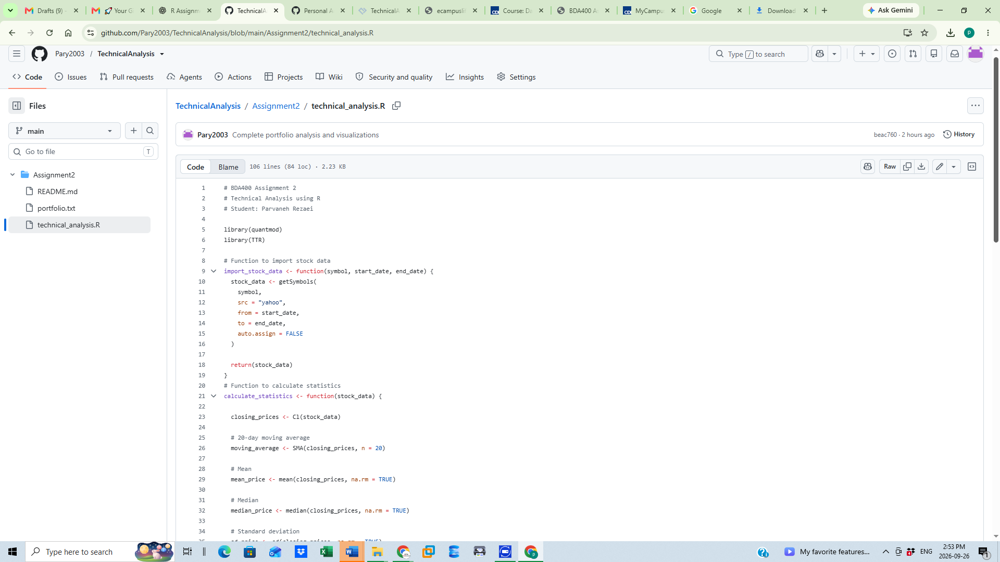 Drafts (9) -
Your G
R Assignm
TechnicalA
Personal A
TechnicalA
ecampusli
Course: Da
BDA400 A
MyCampu
Google
Download
Ask Gemini
github.com/Pary2003/TechnicalAnalysis/blob/main/Assignment2/technical_analysis.R
Pary2003 / TechnicalAnalysis
Type / to search
Code
Issues
Pull requests
Agents
Actions
Projects
Wiki
Security and quality
Insights
Settings
Files
main
Go to file
T
Assignment2
README.md
portfolio.txt
technical_analysis.R
TechnicalAnalysis / Assignment2 / technical_analysis.R
Pary2003 Complete portfolio analysis and visualizations
beac760 · 2 hours ago
History
Code
Blame
106 lines (84 loc) · 2.23 KB
Raw
1 # BDA400 Assignment 2
2 # Technical Analysis using R
3 # Student: Parvaneh Rezaei
4
5 library(quantmod)
6 library(TTR)
7
8 # Function to import stock data
9 import_stock_data <- function(symbol, start_date, end_date) {
10 stock_data <- getSymbols(
11 symbol,
12 src = "yahoo",
13 from = start_date,
14 to = end_date,
15 auto.assign = FALSE
16 )
17
18 return(stock_data)
19 }
20 # Function to calculate statistics
21 calculate_statistics <- function(stock_data) {
22
23 closing_prices <- Cl(stock_data)
24
25 # 20-day moving average
26 moving_average <- SMA(closing_prices, n = 20)
27
28 # Mean
29 mean_price <- mean(closing_prices, na.rm = TRUE)
30
31 # Median
32 median_price <- median(closing_prices, na.rm = TRUE)
33
34 # Standard deviation
Type here to search
My favorite features...
ENG
2:53 PM
2026-09-26
1